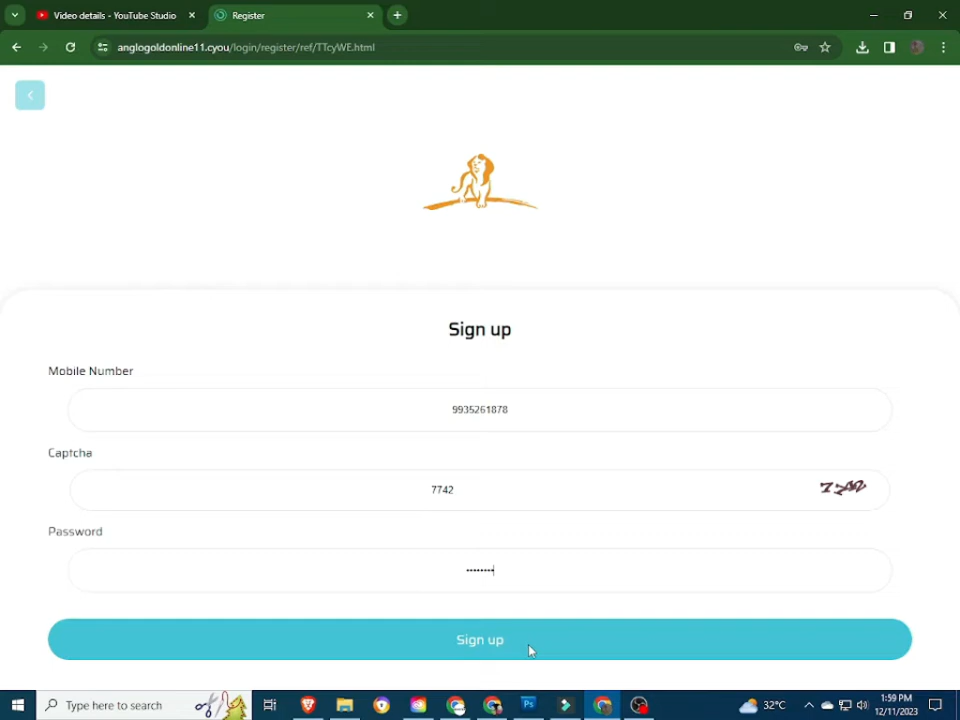 Video details - YouTube Studio
Register
anglogoldonline11.cyou/login/register/ref/TTcyWE.html
Sign up
Mobile Number
9935261878
Captcha
7742
7742
Password
Sign up
Type here to search
32°C
1:59 PM
12/11/2023